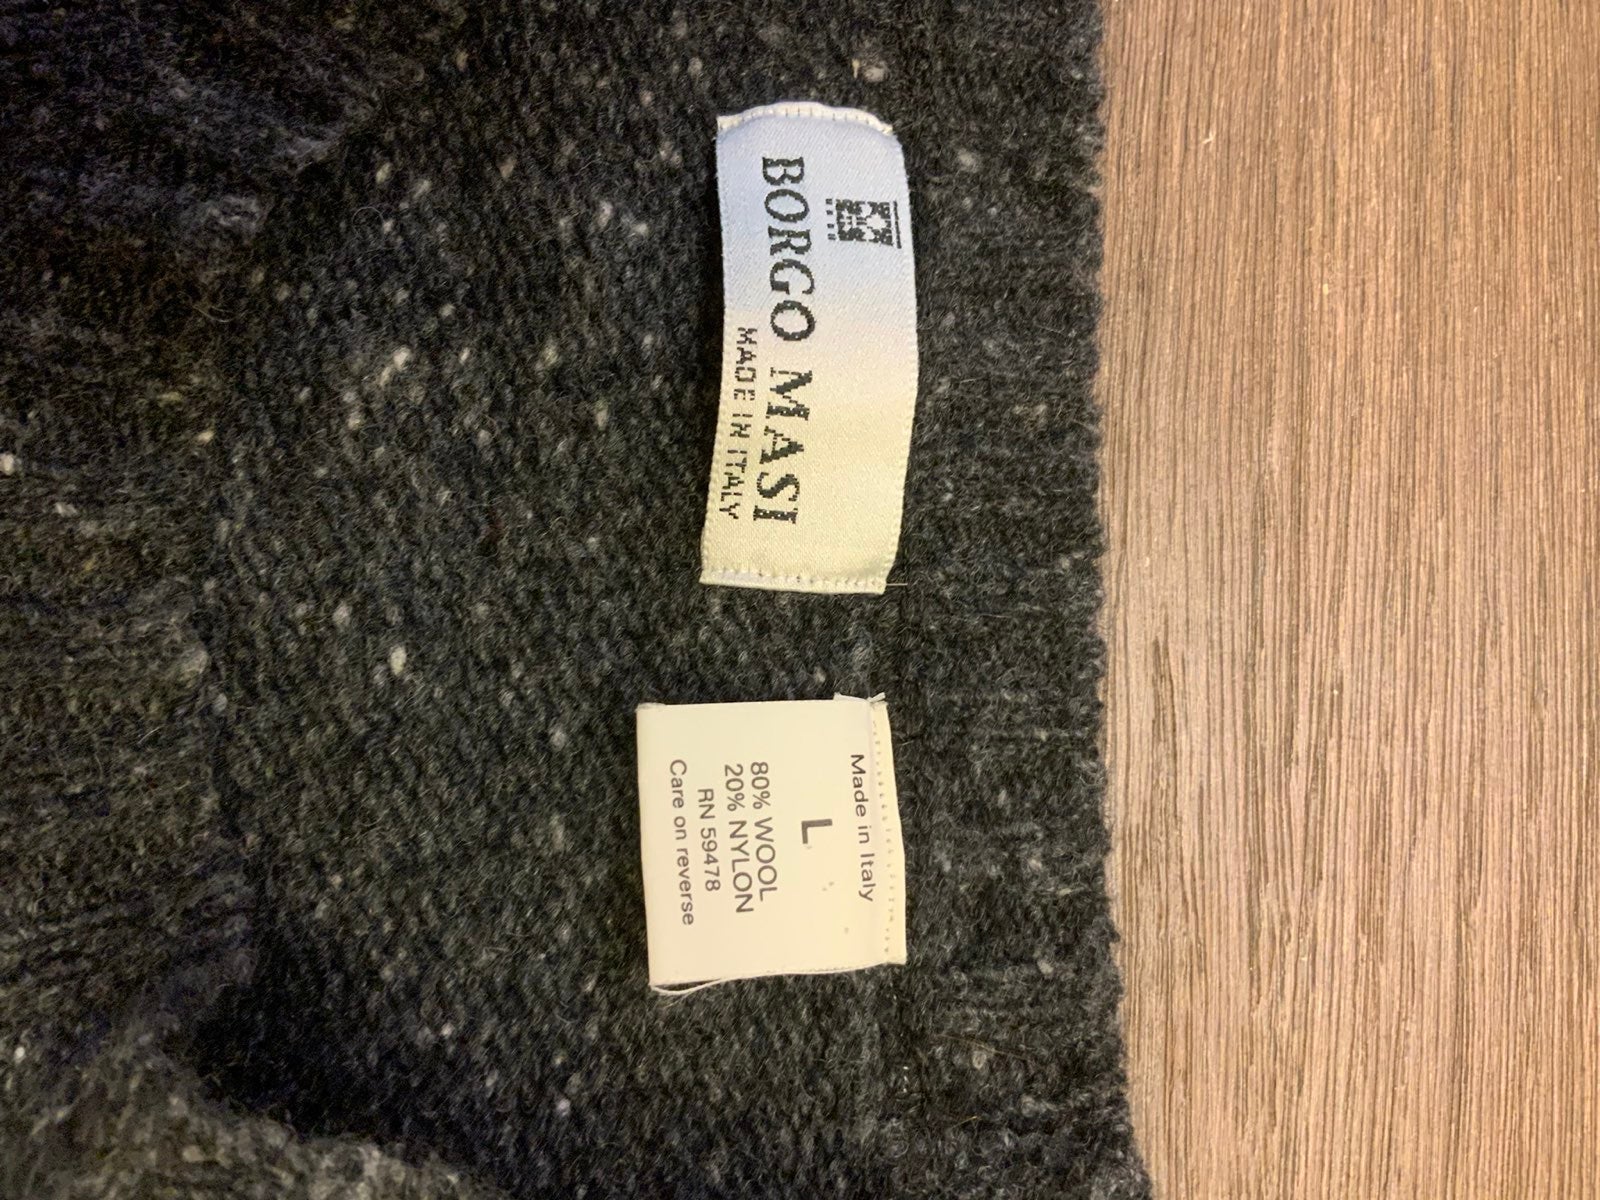 BORGO MASI
MADE IN ITALY
Made in Italy
L
80% WOOL
20% NYLON
RN 59478
Care on reverse